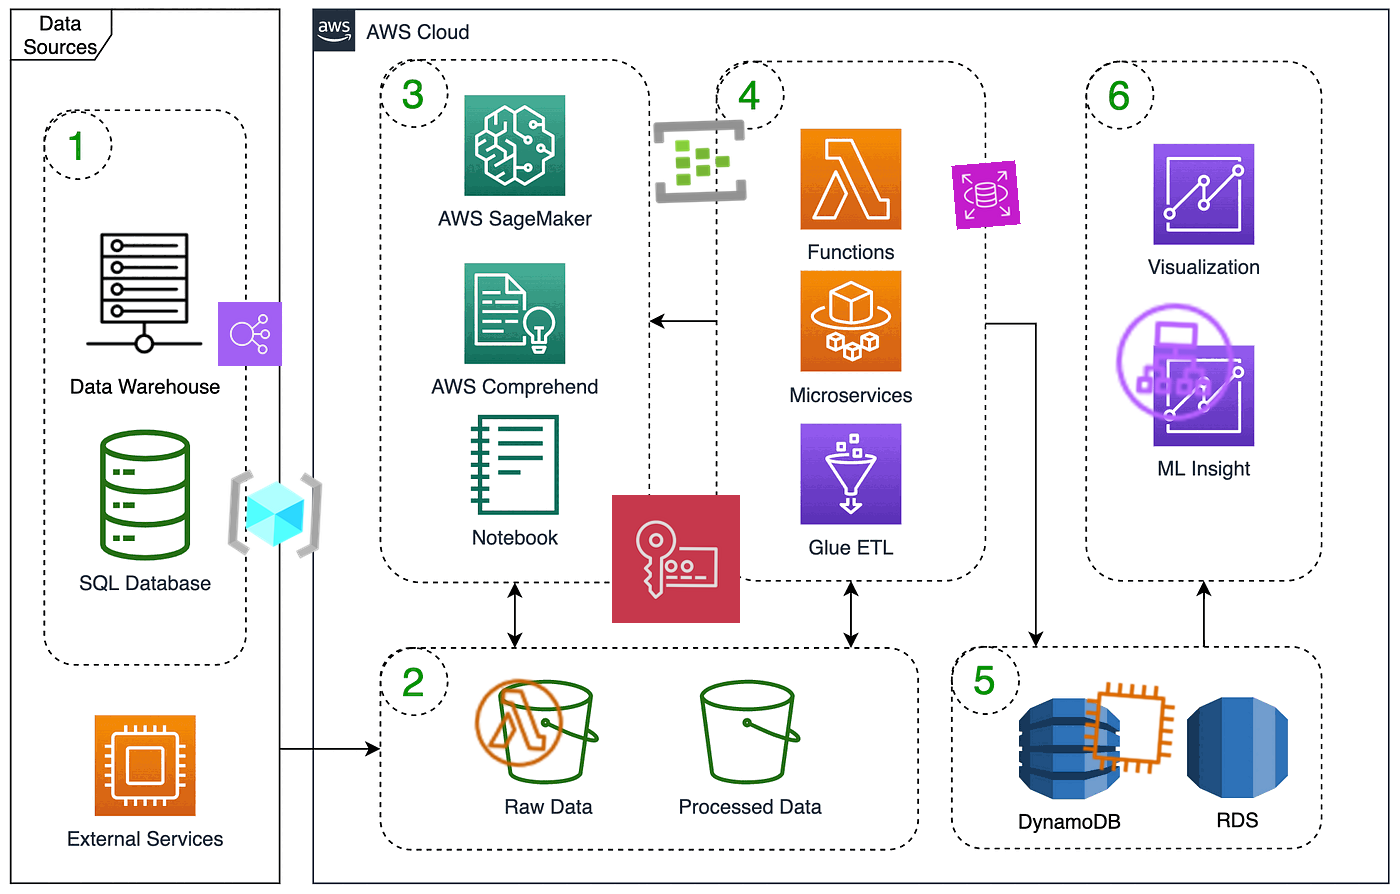 Data
Sources
aws
AWS Cloud
1
Data Warehouse
SQL Database
External Services
3
AWS SageMaker
AWS Comprehend
Notebook
4
Functions
Microservices
Glue ETL
6
Visualization
ML Insight
2
Raw Data
Processed Data
5
DynamoDB
RDS